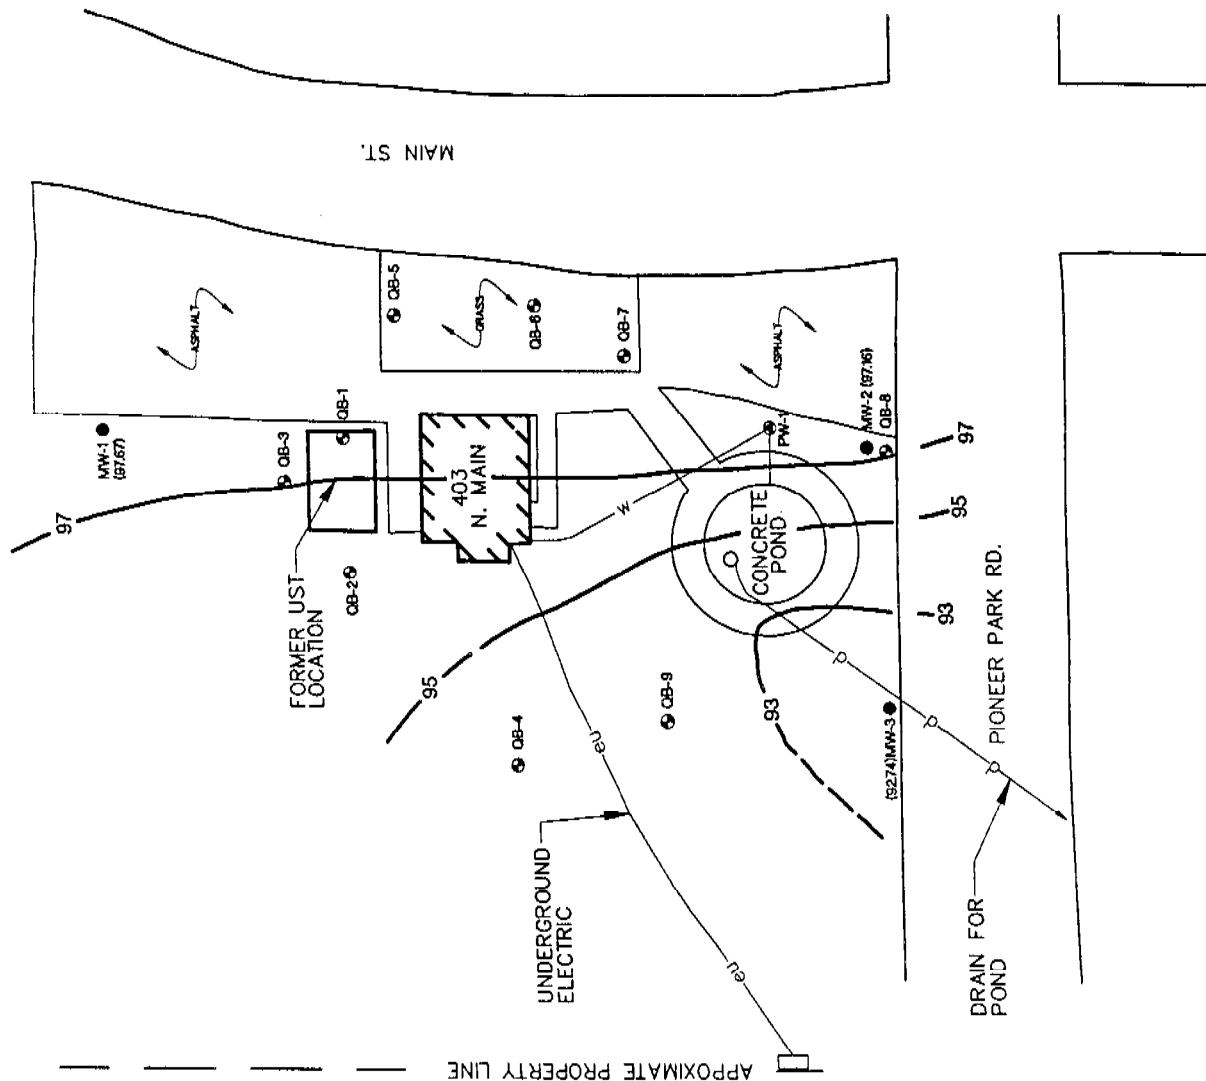 MAIN ST.
ASPHALT
GRASS
ASPHALT
QB-5
QB-6
QB-7
MW-1
(97.67)
QB-3
QB-1
403
N. MAIN
PW-1
MW-2 (97.16)
QB-8
97
97
FORMER UST
LOCATION
QB-2
w
CONCRETE
POND
95
95
93
93
QB-4
QB-9
(9274)MW-3
eu
eu
UNDERGROUND
ELECTRIC
d
d
d
PIONEER PARK RD.
DRAIN FOR
POND
APPOXIMATE PROPERTY LINE